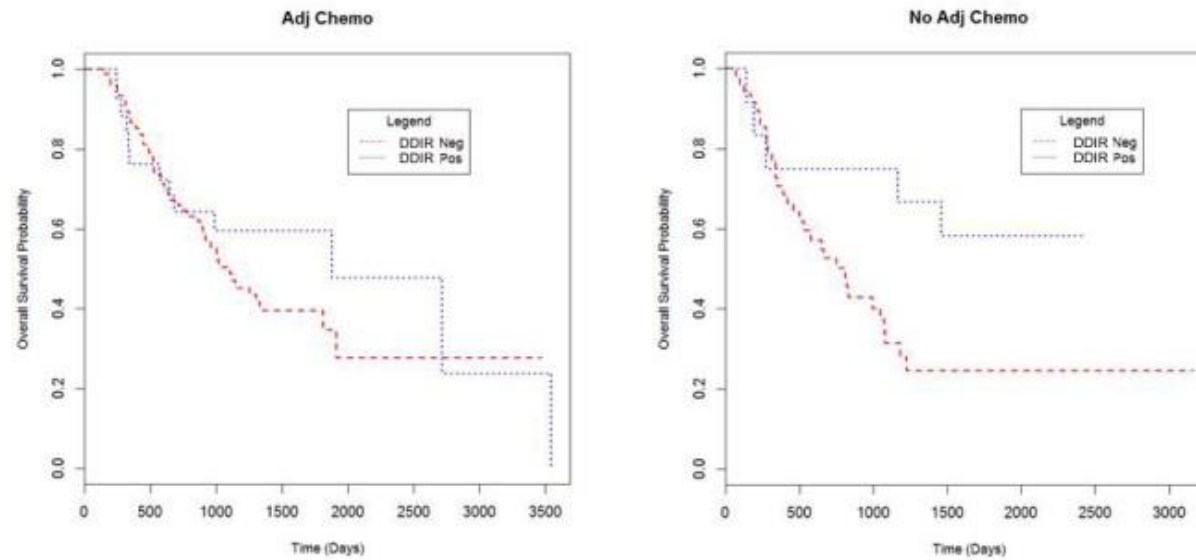 Adj Chemo
Overall Survival Probability
1.0
0.8
0.6
0.4
0.2
0.0
Legend
DDIR Neg
DDIR Pos
0 500 1000 1500 2000 2500 3000 3500
Time (Days)
No Adj Chemo
Overall Survival Probability
1.0
0.8
0.6
0.4
0.2
0.0
Legend
DDIR Neg
DDIR Pos
0 500 1000 1500 2000 2500 3000
Time (Days)